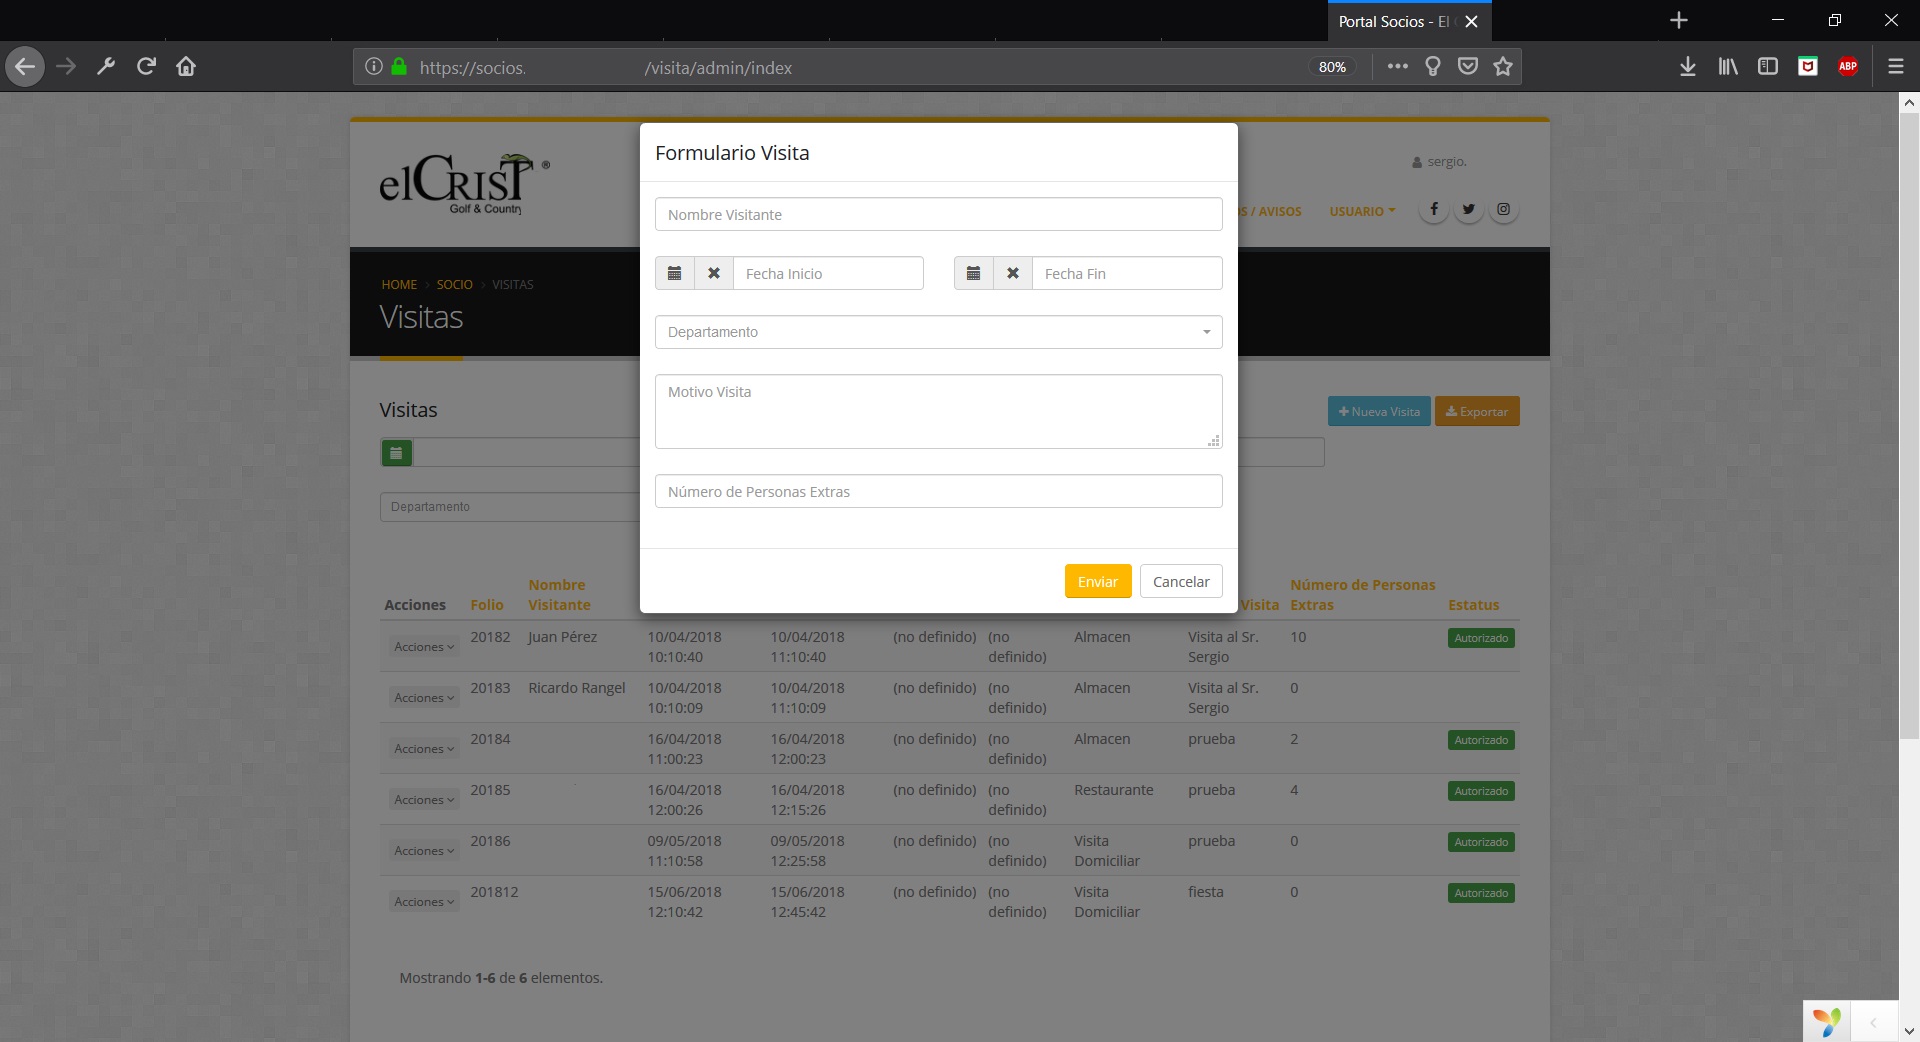 Portal Socios - El
https://socios. /visita/admin/index
80%
ABP
elCRIST ®
Golf & Country
sergio.
OS / AVISOS USUARIO
HOME › SOCIO › VISITAS
Visitas
Formulario Visita
Nombre Visitante
Fecha Inicio Fecha Fin
Departamento
Motivo Visita
Número de Personas Extras
Enviar Cancelar
Visitas
Nueva Visita Exportar
Departamento
Acciones Folio Nombre Visitante Visita Número de Personas Extras Estatus
Acciones 20182 Juan Pérez 10/04/2018 10:10:40 10/04/2018 11:10:40 (no definido) (no definido) Almacen Visita al Sr. Sergio 10 Autorizado
Acciones 20183 Ricardo Rangel 10/04/2018 10:10:09 10/04/2018 11:10:09 (no definido) (no definido) Almacen Visita al Sr. Sergio 0
Acciones 20184 16/04/2018 11:00:23 16/04/2018 12:00:23 (no definido) (no definido) Almacen prueba 2 Autorizado
Acciones 20185 16/04/2018 12:00:26 16/04/2018 12:15:26 (no definido) (no definido) Restaurante prueba 4 Autorizado
Acciones 20186 09/05/2018 11:10:58 09/05/2018 12:25:58 (no definido) (no definido) Visita Domiciliar prueba 0 Autorizado
Acciones 201812 15/06/2018 12:10:42 15/06/2018 12:45:42 (no definido) (no definido) Visita Domiciliar fiesta 0 Autorizado
Mostrando 1-6 de 6 elementos.